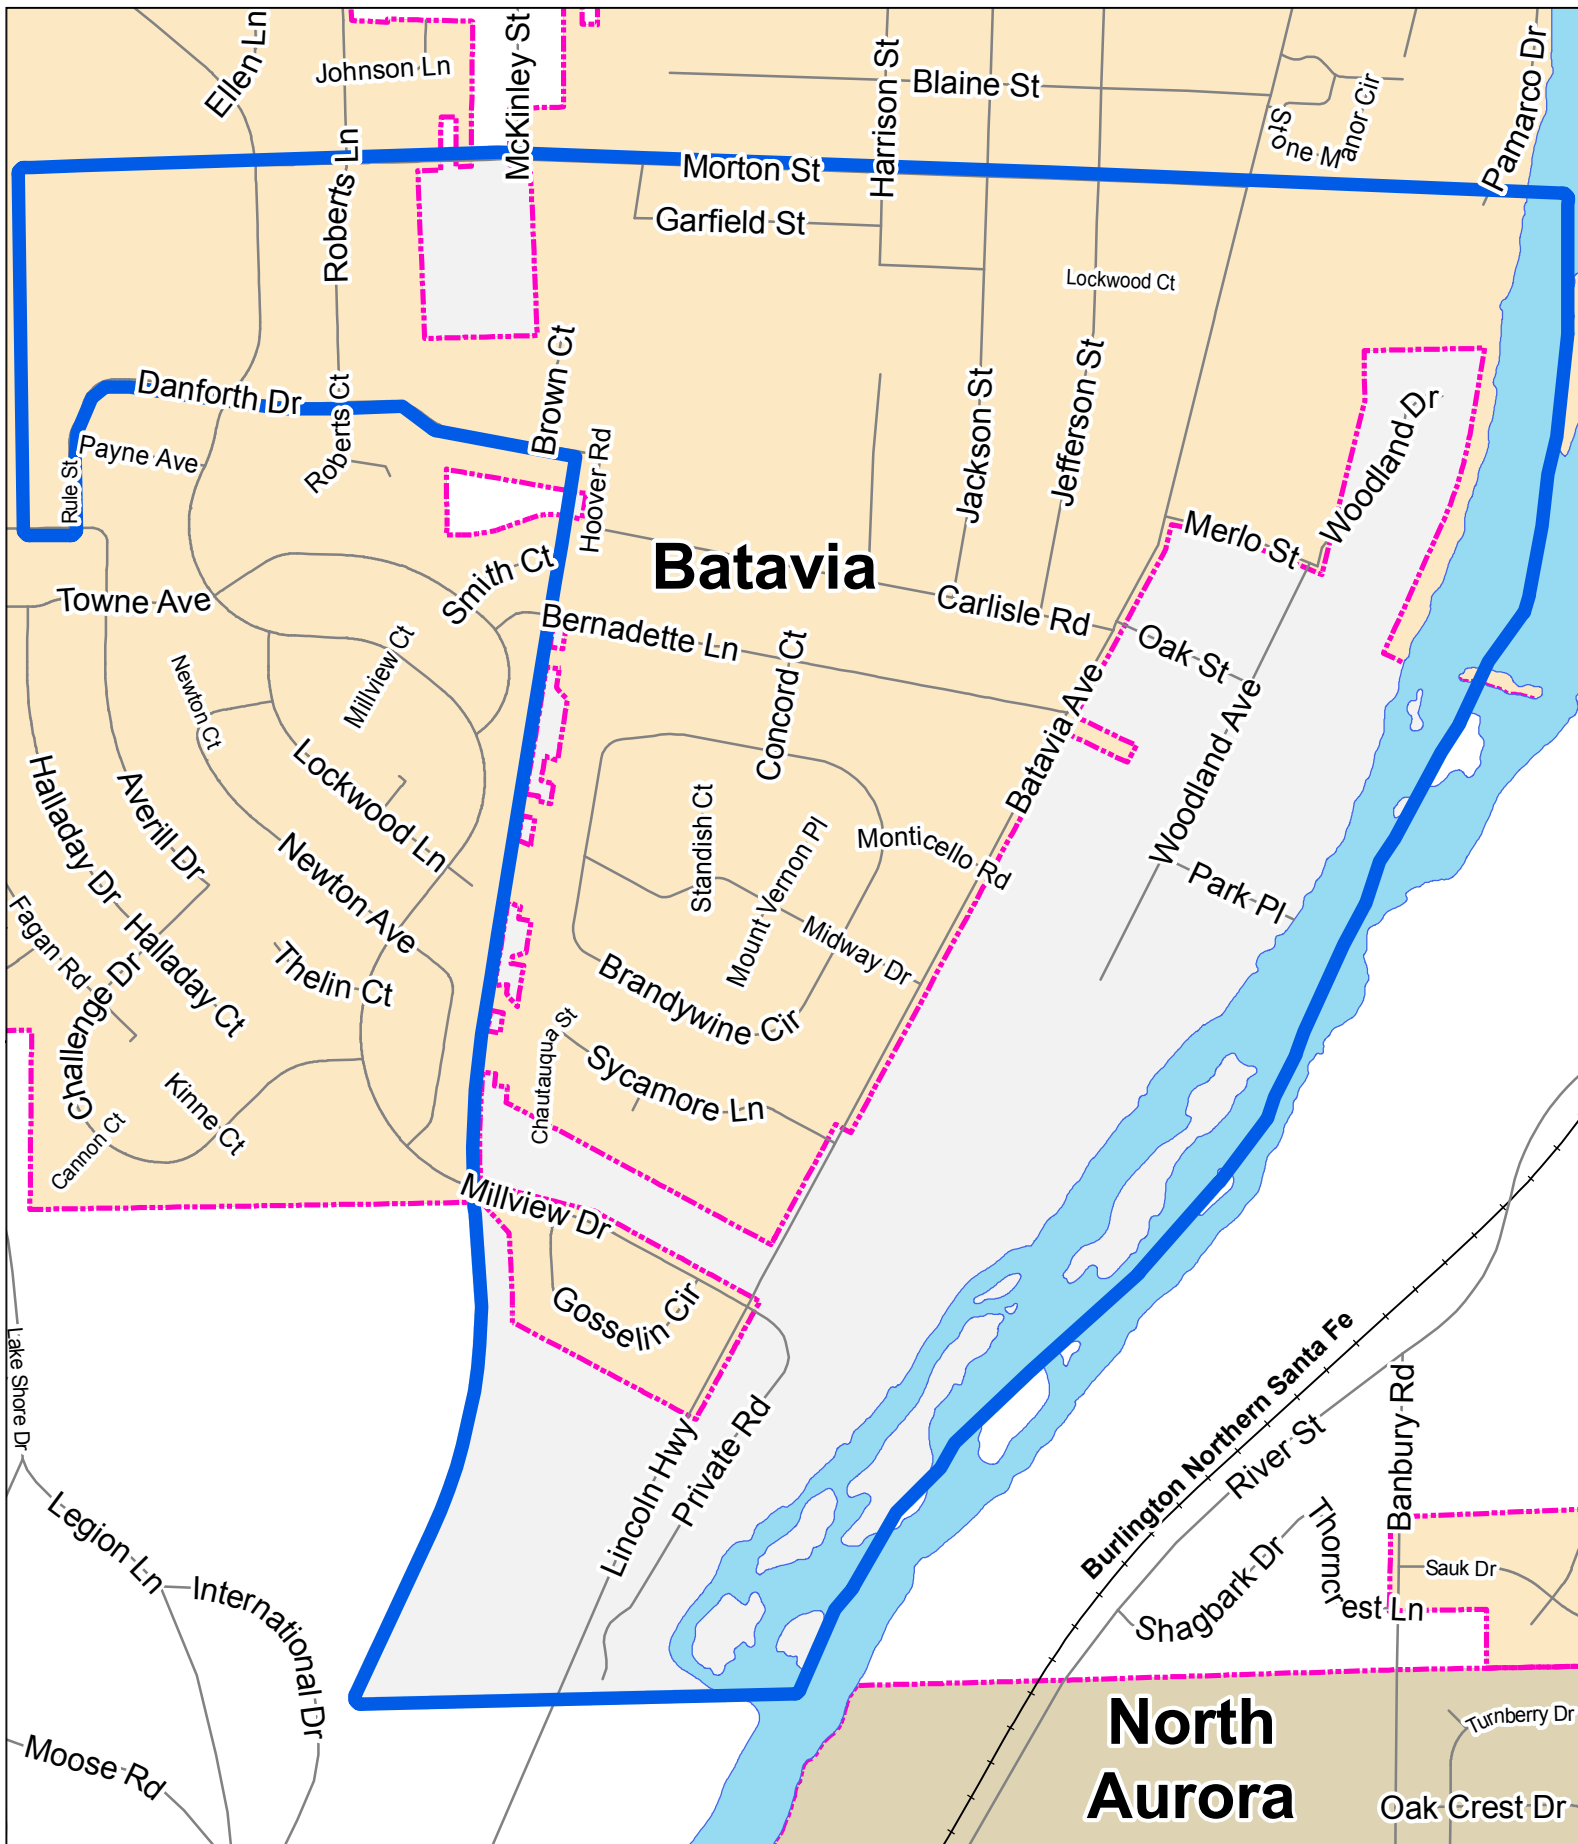 Ellen Ln
Johnson Ln
McKinley St
Harrison St
Blaine St
Stone Manor Cir
Pamarco Dr
Roberts Ln
Morton St
Garfield St
Lockwood Ct
Brown Ct
Danforth Dr
Roberts Ct
Payne Ave
Rule St
Hoover Rd
Jackson St
Jefferson St
Woodland Dr
Merlo St
Batavia
Smith Ct
Towne Ave
Carlisle Rd
Bernadette Ln
Oak St
Millview Ct
Newton Ct
Concord Ct
Batavia Ave
Woodland Ave
Lockwood Ln
Halladay Dr
Averill Dr
Standish Ct
Mount Vernon Pl
Monticello Rd
Park Pl
Newton Ave
Fagan Rd
Halladay Ct
Thelin Ct
Midway Dr
Brandywine Cir
Challenge Dr
Chautauqua St
Sycamore Ln
Kinne Ct
Cannon Ct
Millview Dr
Gosselin Cir
Lake Shore Dr
Lincoln Hwy
Private Rd
Burlington Northern Santa Fe
River St
Banbury Rd
Legion Ln
International Dr
Shagbark Dr
Thorncrest Ln
Sauk Dr
Moose Rd
North
Aurora
Turnberry Dr
Oak Crest Dr